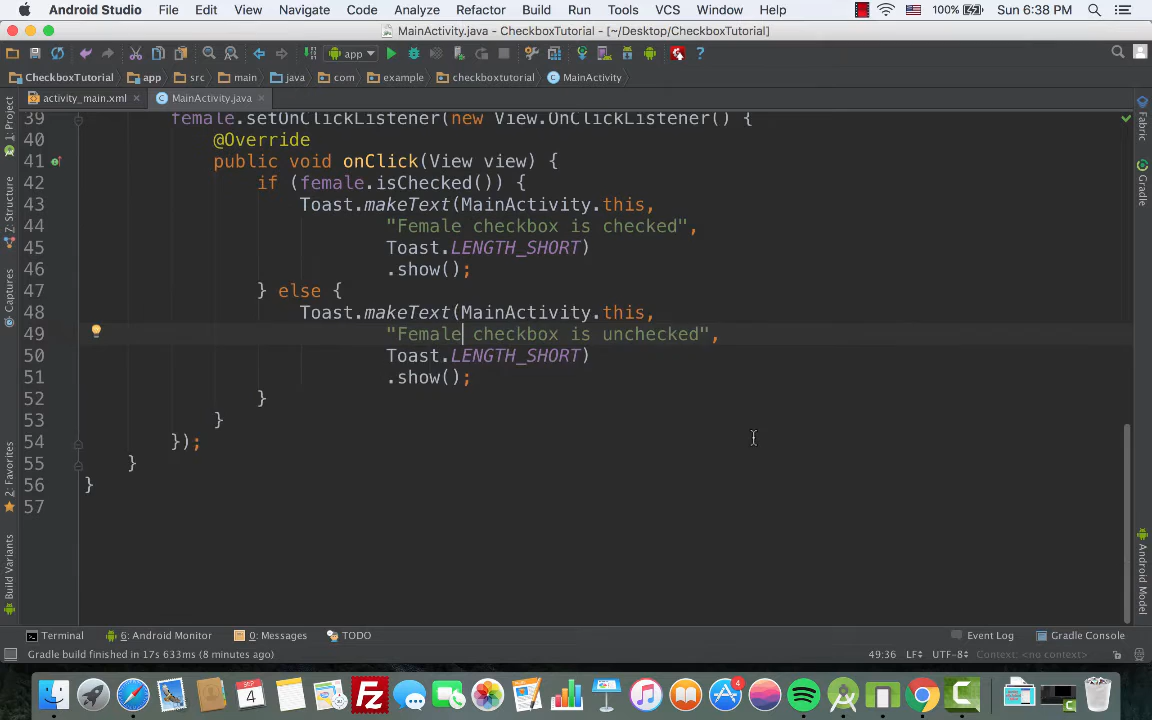 Android Studio File Edit View Navigate Code Analyze Refactor Build Run Tools VCS Window Help 100% Sun 6:38 PM
MainActivity.java - CheckboxTutorial - [~/Desktop/CheckboxTutorial]
app
CheckboxTutorial app src main java com example checkboxtutorial MainActivity
activity_main.xml MainActivity.java
39 female.setOnClickListener(new View.OnClickListener() {
40 @Override
41 public void onClick(View view) {
42 if (female.isChecked()) {
43 Toast.makeText(MainActivity.this,
44 "Female checkbox is checked",
45 Toast.LENGTH_SHORT)
46 .show();
47 } else {
48 Toast.makeText(MainActivity.this,
49 "Female checkbox is unchecked",
50 Toast.LENGTH_SHORT)
51 .show();
52 }
53 }
54 });
55 }
56 }
57
1: Project
7: Structure
Captures
2: Favorites
Build Variants
Fabric
Gradle
Android Model
Terminal 6: Android Monitor 0: Messages TODO Event Log Gradle Console
Gradle build finished in 17s 633ms (8 minutes ago) 49:36 LF÷ UTF-8÷ Context: <no context>
SEP
4
Fz
4